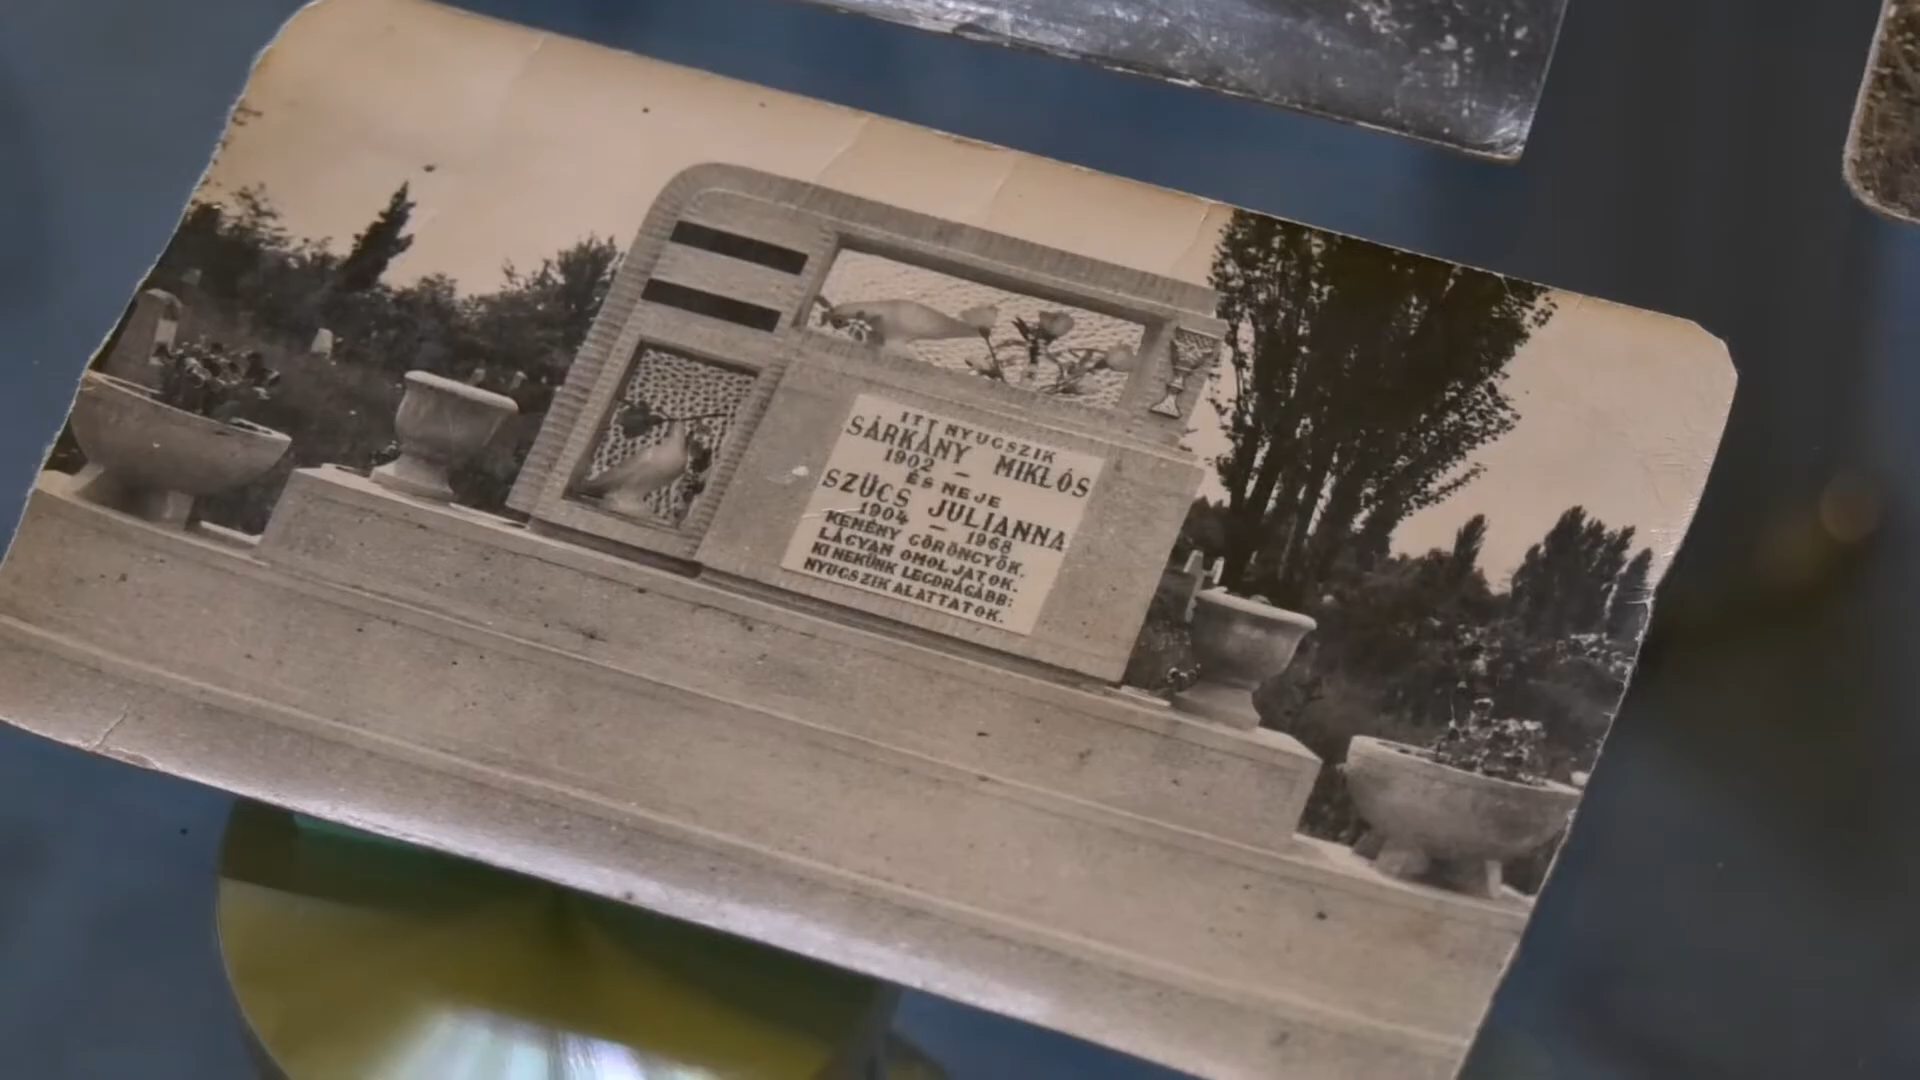 ITT NYUGSZIK
SÁRKÁNY MIKLÓS
1902 –
ÉS NEJE
SZÜCS JULIANNA
1904 – 1968
KEMÉNY GÖRÖNGYÖK.
LÁGYAN OMOLJATOK.
KI NEKÜNK LEGDRÁGÁBB:
NYUGSZIK ALATTATOK.